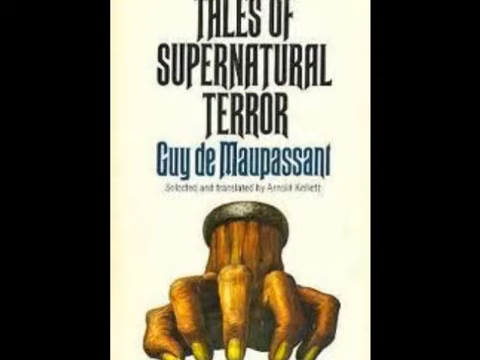 TALES OF
SUPERNATURAL
TERROR
Guy de Maupassant
Selected and translated by Arnold Kellett